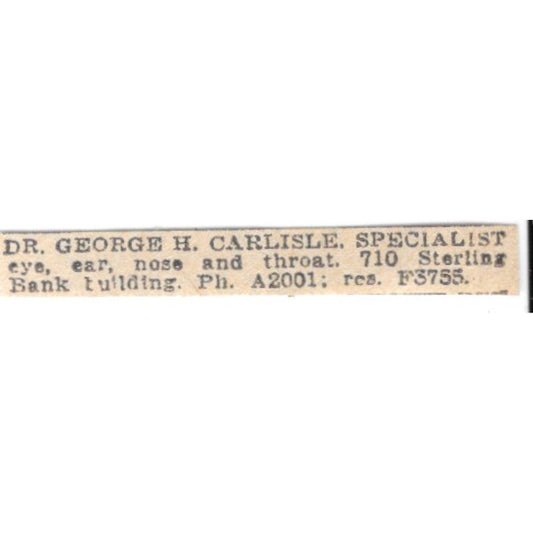 DR. GEORGE H. CARLISLE, SPECIALIST
eye, ear, nose and throat. 710 Sterling
Bank building. Ph. A2001; res. F3755.